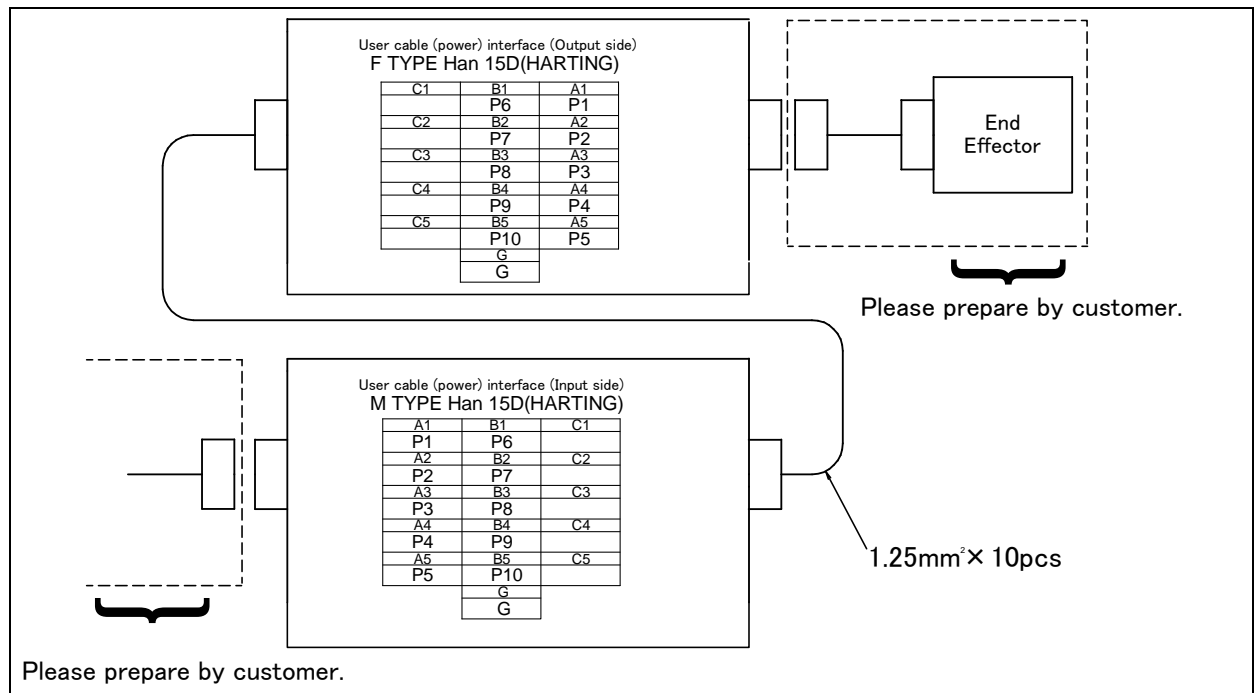 User cable (power) interface (Output side)
F TYPE Han 15D(HARTING)
C1 B1 A1
P6 P1
C2 B2 A2
P7 P2
C3 B3 A3
P8 P3
C4 B4 A4
P9 P4
C5 B5 A5
P10 P5
G
G
End
Effector
Please prepare by customer.
User cable (power) interface (Input side)
M TYPE Han 15D(HARTING)
A1 B1 C1
P1 P6
A2 B2 C2
P2 P7
A3 B3 C3
P3 P8
A4 B4 C4
P4 P9
A5 B5 C5
P5 P10
G
G
1.25mm²× 10pcs
Please prepare by customer.